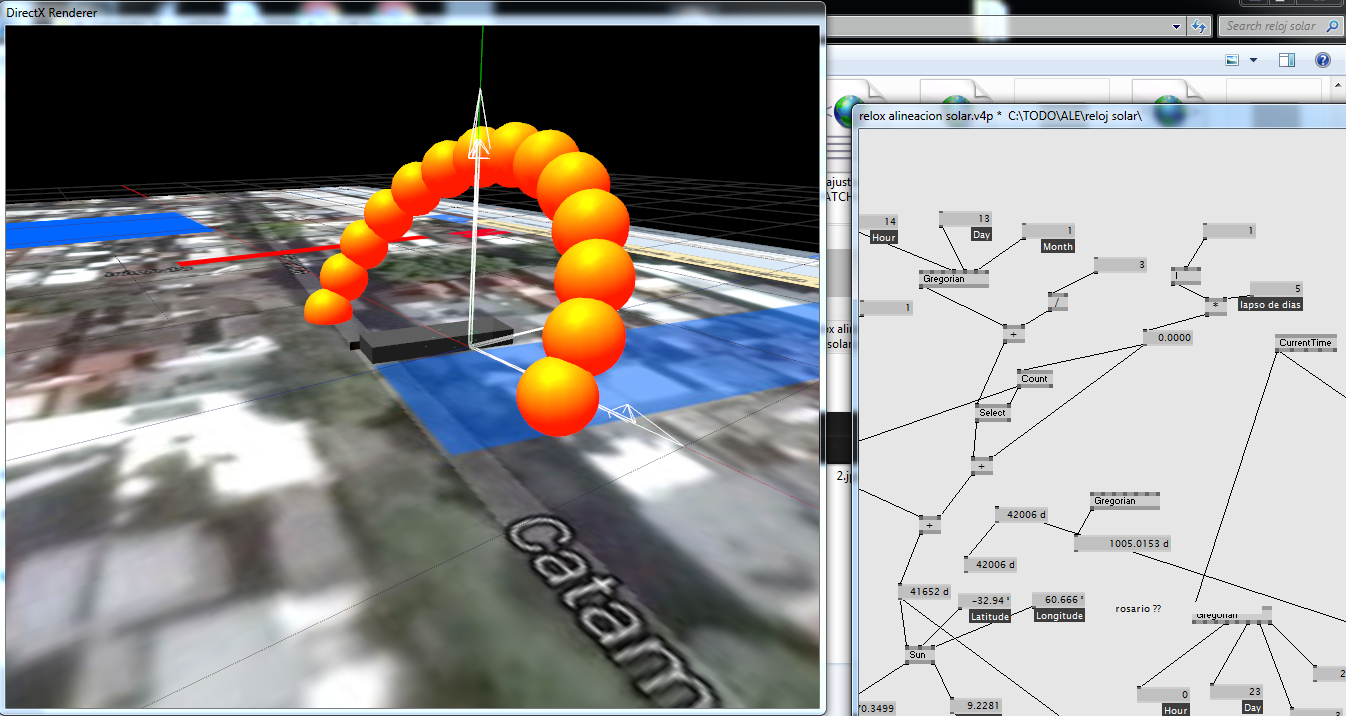 DirectX Renderer
Search reloj solar
relox alineacion solar.v4p * C:\TODO\ALE\reloj solar\
ajust
ATCH
14
Hour
13
Day
1
Month
1
Gregorian
3
I
5
lapso de dias
/
*
1
+
0.0000
CurrentTime
Count
Select
+
Gregorian
42006 d
+
1005.0153 d
42006 d
41652 d
-32.94 °
Latitude
60.666 °
Longitude
rosario ??
Gregorian
Sun
0
Hour
23
Day
2
9.2281
70.3499
ox alin
solar
2.jp
catam